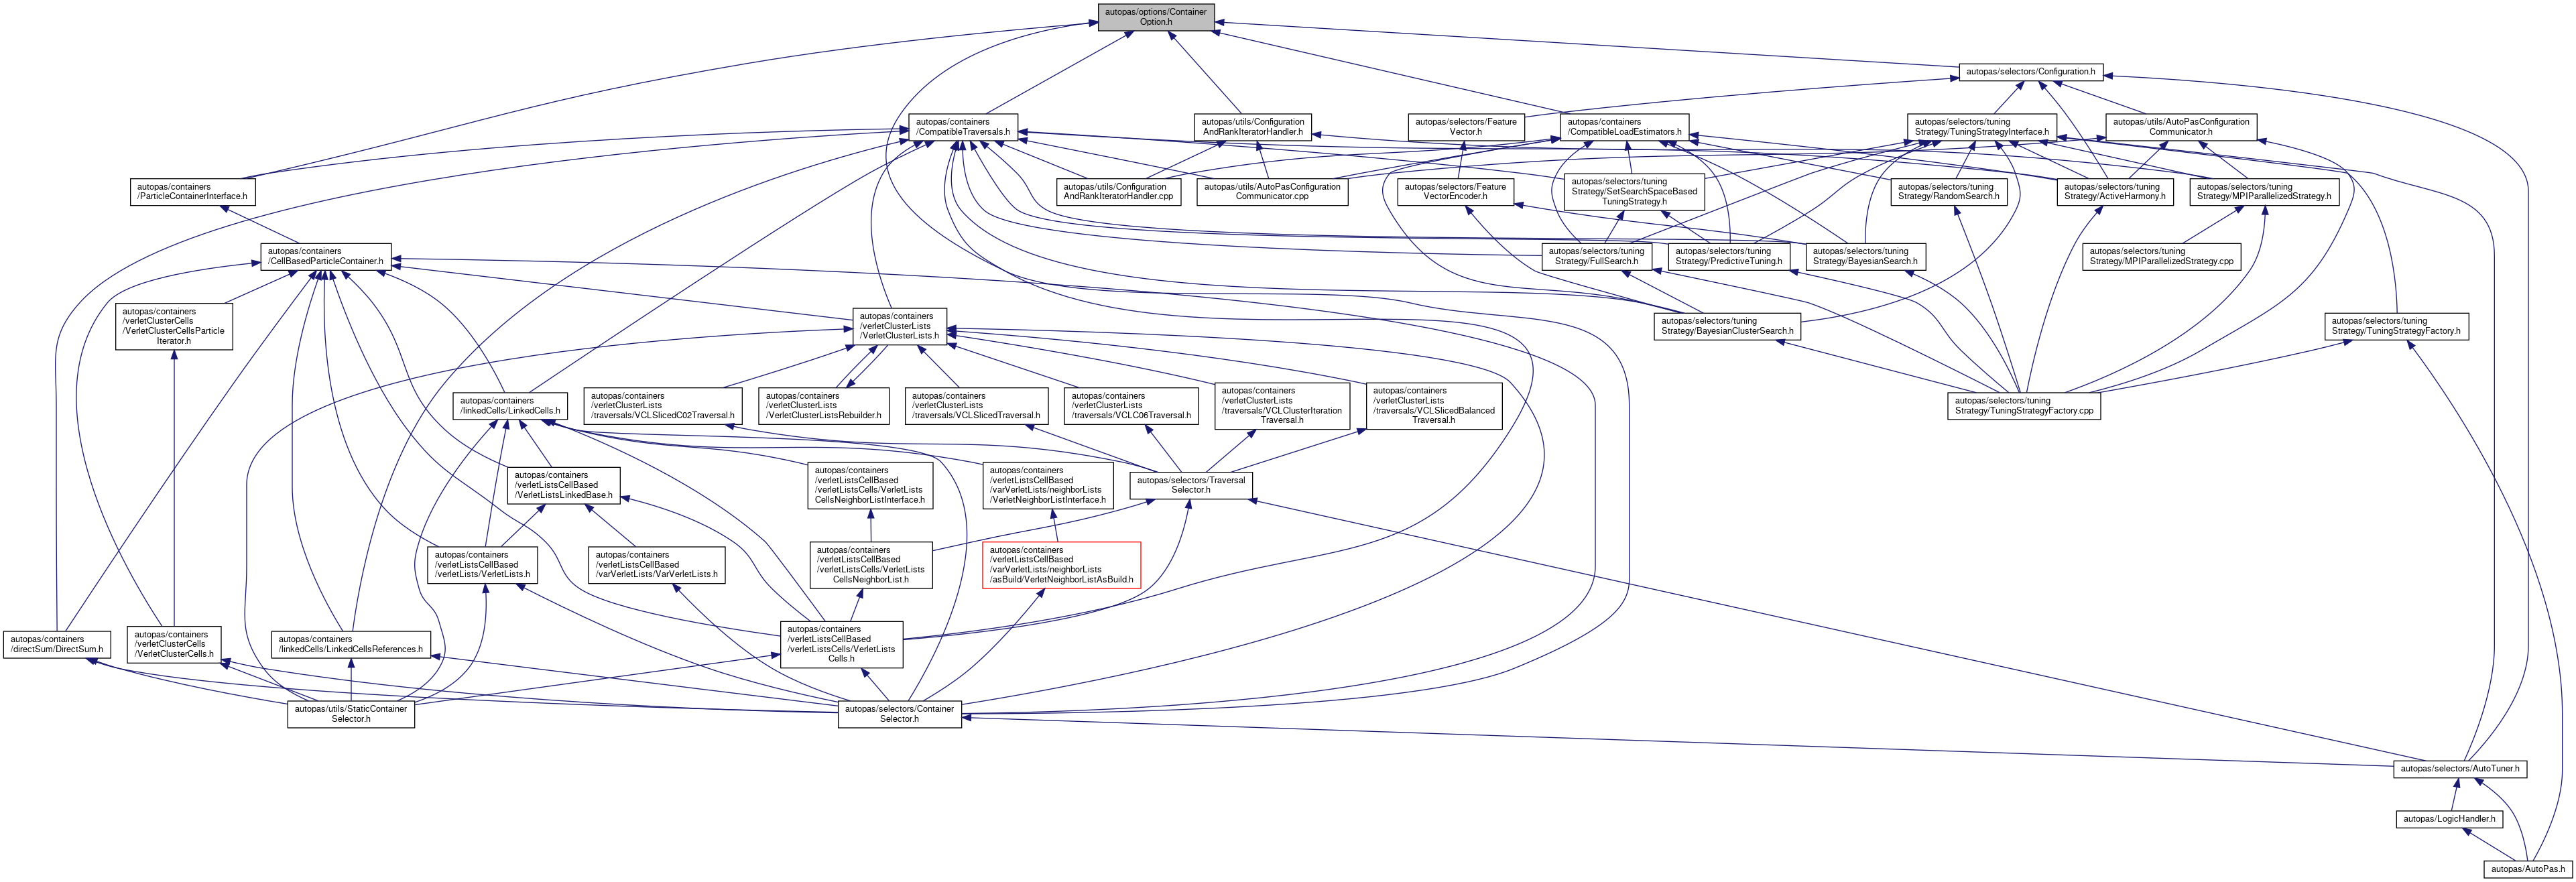 autopas/options/Container
Option.h
autopas/selectors/Configuration.h
autopas/containers
/CompatibleTraversals.h
autopas/utils/Configuration
AndRankIteratorHandler.h
autopas/selectors/Feature
Vector.h
autopas/containers
/CompatibleLoadEstimators.h
autopas/selectors/tuning
Strategy/TuningStrategyInterface.h
autopas/utils/AutoPasConfiguration
Communicator.h
autopas/containers
/ParticleContainerInterface.h
autopas/utils/Configuration
AndRankIteratorHandler.cpp
autopas/utils/AutoPasConfiguration
Communicator.cpp
autopas/selectors/Feature
VectorEncoder.h
autopas/selectors/tuning
Strategy/SetSearchSpaceBased
TuningStrategy.h
autopas/selectors/tuning
Strategy/RandomSearch.h
autopas/selectors/tuning
Strategy/ActiveHarmony.h
autopas/selectors/tuning
Strategy/MPIParallelizedStrategy.h
autopas/containers
/CellBasedParticleContainer.h
autopas/selectors/tuning
Strategy/FullSearch.h
autopas/selectors/tuning
Strategy/PredictiveTuning.h
autopas/selectors/tuning
Strategy/BayesianSearch.h
autopas/selectors/tuning
Strategy/MPIParallelizedStrategy.cpp
autopas/containers
/verletClusterCells
/VerletClusterCellsParticle
Iterator.h
autopas/containers
/verletClusterLists
/VerletClusterLists.h
autopas/selectors/tuning
Strategy/BayesianClusterSearch.h
autopas/selectors/tuning
Strategy/TuningStrategyFactory.h
autopas/containers
/linkedCells/LinkedCells.h
autopas/containers
/verletClusterLists
/traversals/VCLSlicedC02Traversal.h
autopas/containers
/verletClusterLists
/VerletClusterListsRebuilder.h
autopas/containers
/verletClusterLists
/traversals/VCLSlicedTraversal.h
autopas/containers
/verletClusterLists
/traversals/VCLC06Traversal.h
autopas/containers
/verletClusterLists
/traversals/VCLClusterIteration
Traversal.h
autopas/containers
/verletClusterLists
/traversals/VCLSlicedBalanced
Traversal.h
autopas/selectors/tuning
Strategy/TuningStrategyFactory.cpp
autopas/containers
/verletListsCellBased
/VerletListsLinkedBase.h
autopas/containers
/verletListsCellBased
/verletListsCells/VerletLists
CellsNeighborListInterface.h
autopas/containers
/verletListsCellBased
/varVerletLists/neighborLists
/VerletNeighborListInterface.h
autopas/selectors/Traversal
Selector.h
autopas/containers
/verletListsCellBased
/verletLists/VerletLists.h
autopas/containers
/verletListsCellBased
/varVerletLists/VarVerletLists.h
autopas/containers
/verletListsCellBased
/verletListsCells/VerletLists
CellsNeighborList.h
autopas/containers
/verletListsCellBased
/varVerletLists/neighborLists
/asBuild/VerletNeighborListAsBuild.h
autopas/containers
/directSum/DirectSum.h
autopas/containers
/verletClusterCells
/VerletClusterCells.h
autopas/containers
/linkedCells/LinkedCellsReferences.h
autopas/containers
/verletListsCellBased
/verletListsCells/VerletLists
Cells.h
autopas/utils/StaticContainer
Selector.h
autopas/selectors/Container
Selector.h
autopas/selectors/AutoTuner.h
autopas/LogicHandler.h
autopas/AutoPas.h